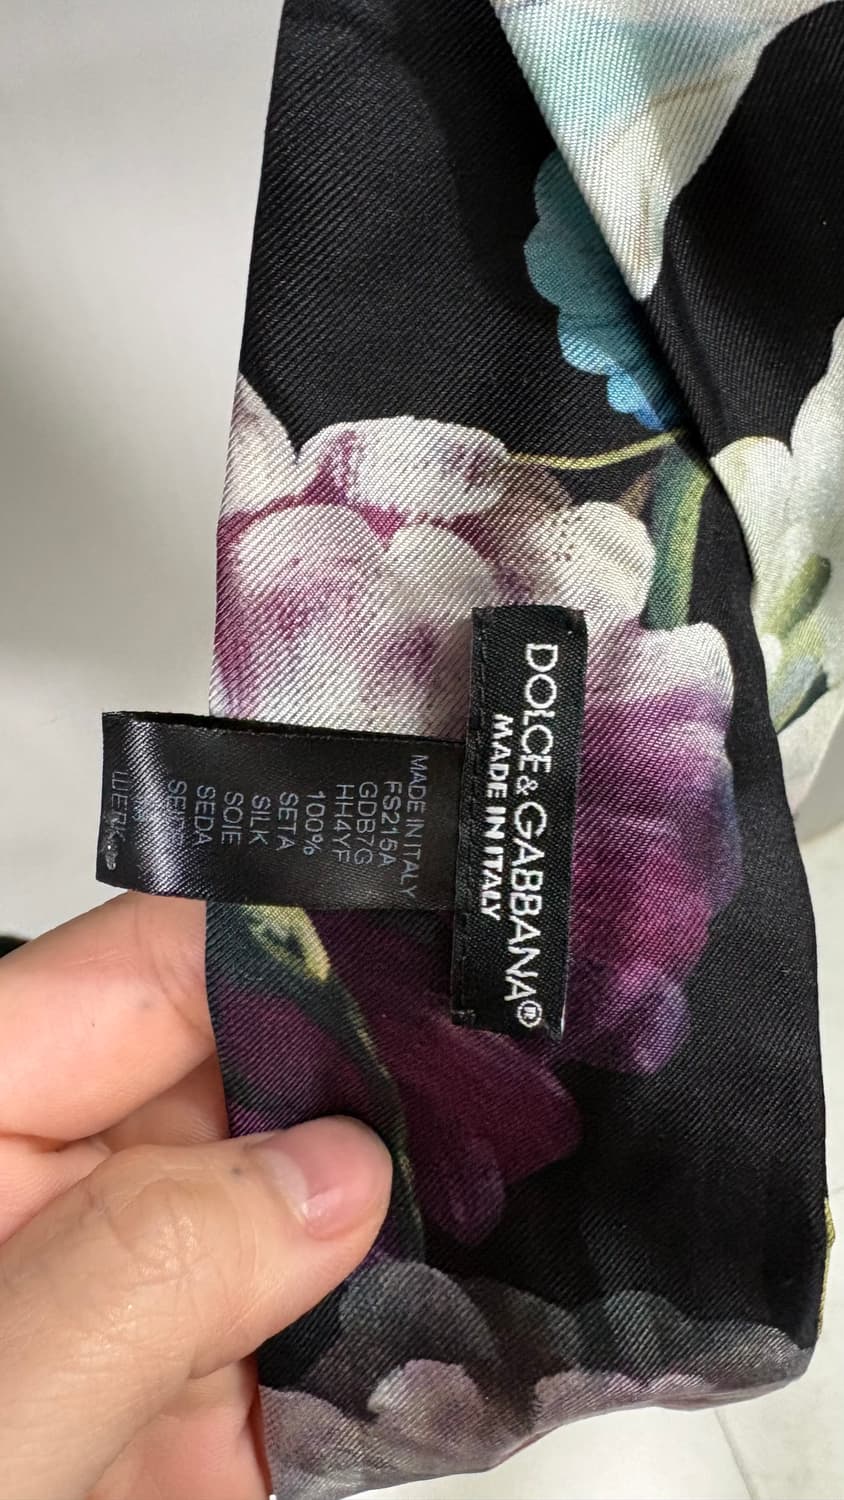 DOLCE & GABBANA®
MADE IN ITALY
MADE IN ITALY
FS215A
GDB7G
HH4YF
100%
SETA
SILK
SOIE
SEDA